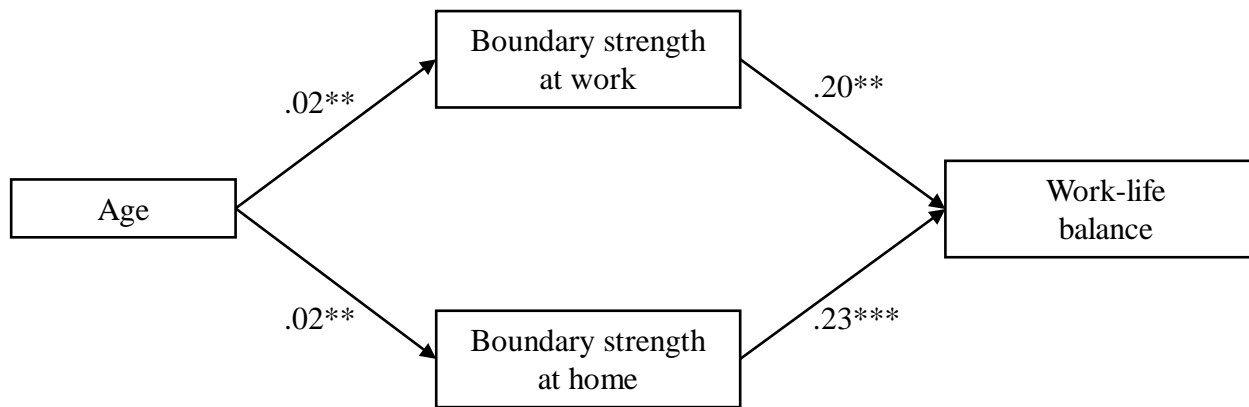 Boundary strength
at work
.02**
.20**
Age
Work-life
balance
.02**
.23***
Boundary strength
at home